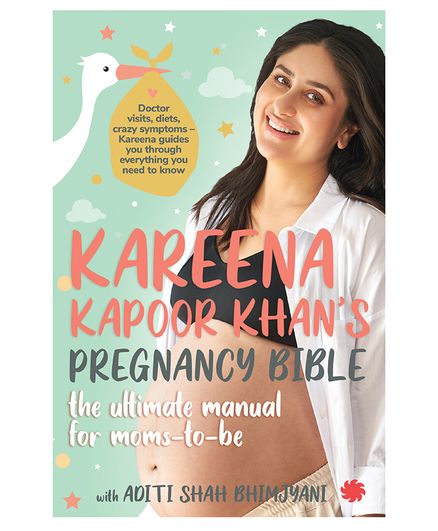 Doctor
visits, diets,
crazy symptoms –
Kareena guides
you through
everything you
need to know
KAREENA
KAPOOR KHAN'S
PREGNANCY BIBLE
the ultimate manual
for moms-to-be
with ADITI SHAH BHIMJYANI